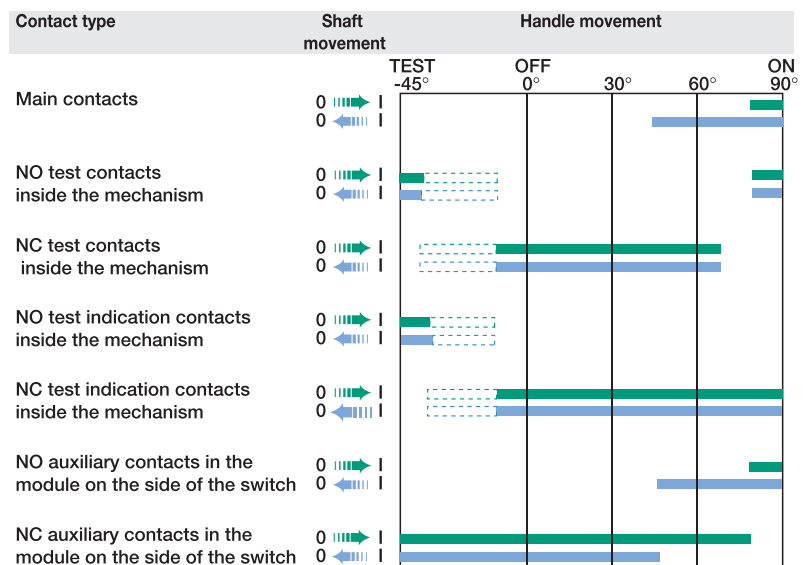 Contact type Shaft Handle movement
movement
TEST OFF ON
-45° 0° 30° 60° 90°
Main contacts 0 I
0
NO test contacts 0 I
inside the mechanism 0 I
NC test contacts 0 I
inside the mechanism 0 I
NO test indication contacts 0 I
inside the mechanism 0 I
NC test indication contacts 0 I
inside the mechanism 0 I
NO auxiliary contacts in the 0 I
module on the side of the switch 0 I
NC auxiliary contacts in the 0 I
module on the side of the switch 0 I